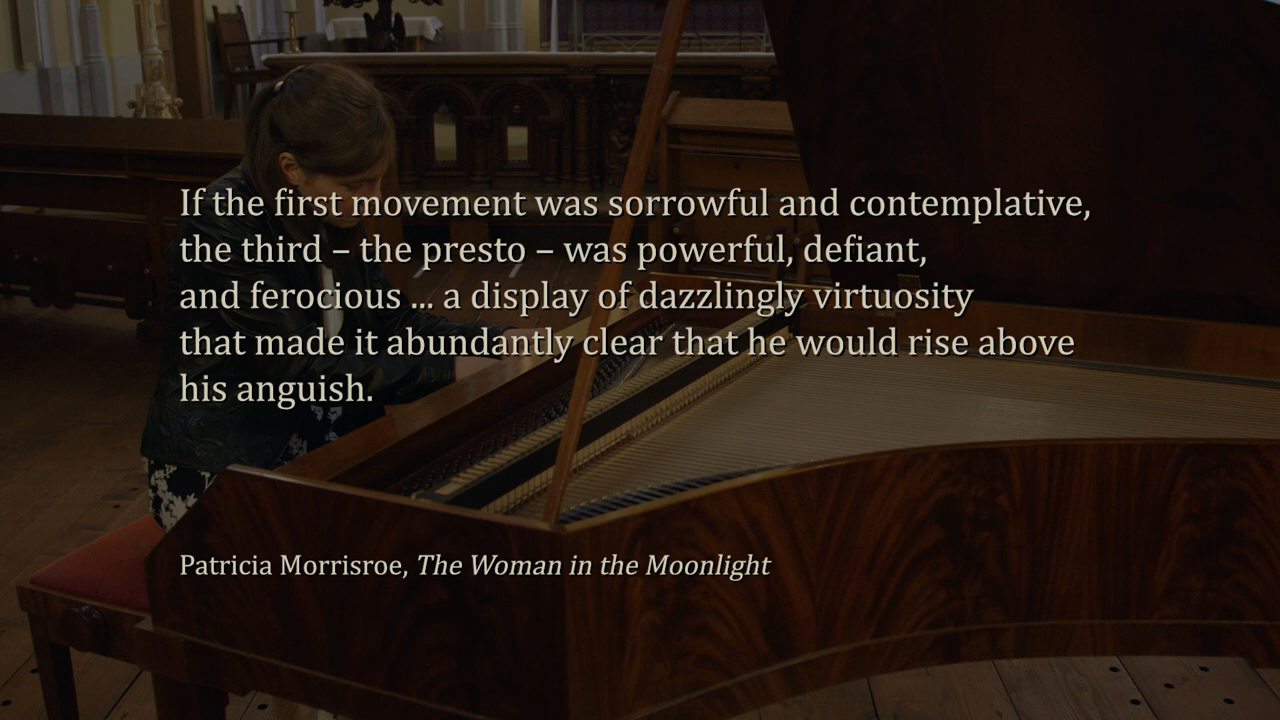 If the first movement was sorrowful and contemplative,
the third – the presto – was powerful, defiant,
and ferocious ... a display of dazzlingly virtuosity
that made it abundantly clear that he would rise above
his anguish.
Patricia Morrisroe, The Woman in the Moonlight